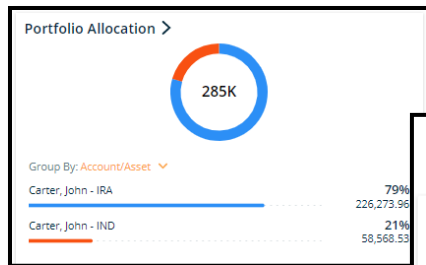 Portfolio Allocation >
285K
Group By: Account/Asset
Carter, John - IRA 79%
226,273.96
Carter, John - IND 21%
58,568.53